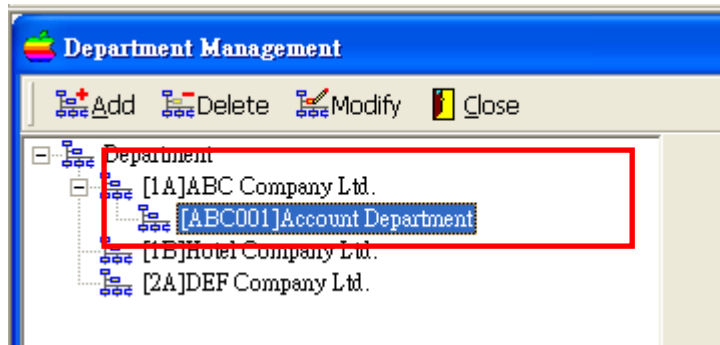 Department Management
Add Delete Modify Close
Department
[1A]ABC Company Ltd.
[ABC001]Account Department
[1B]Hotel Company Ltd.
[2A]DEF Company Ltd.